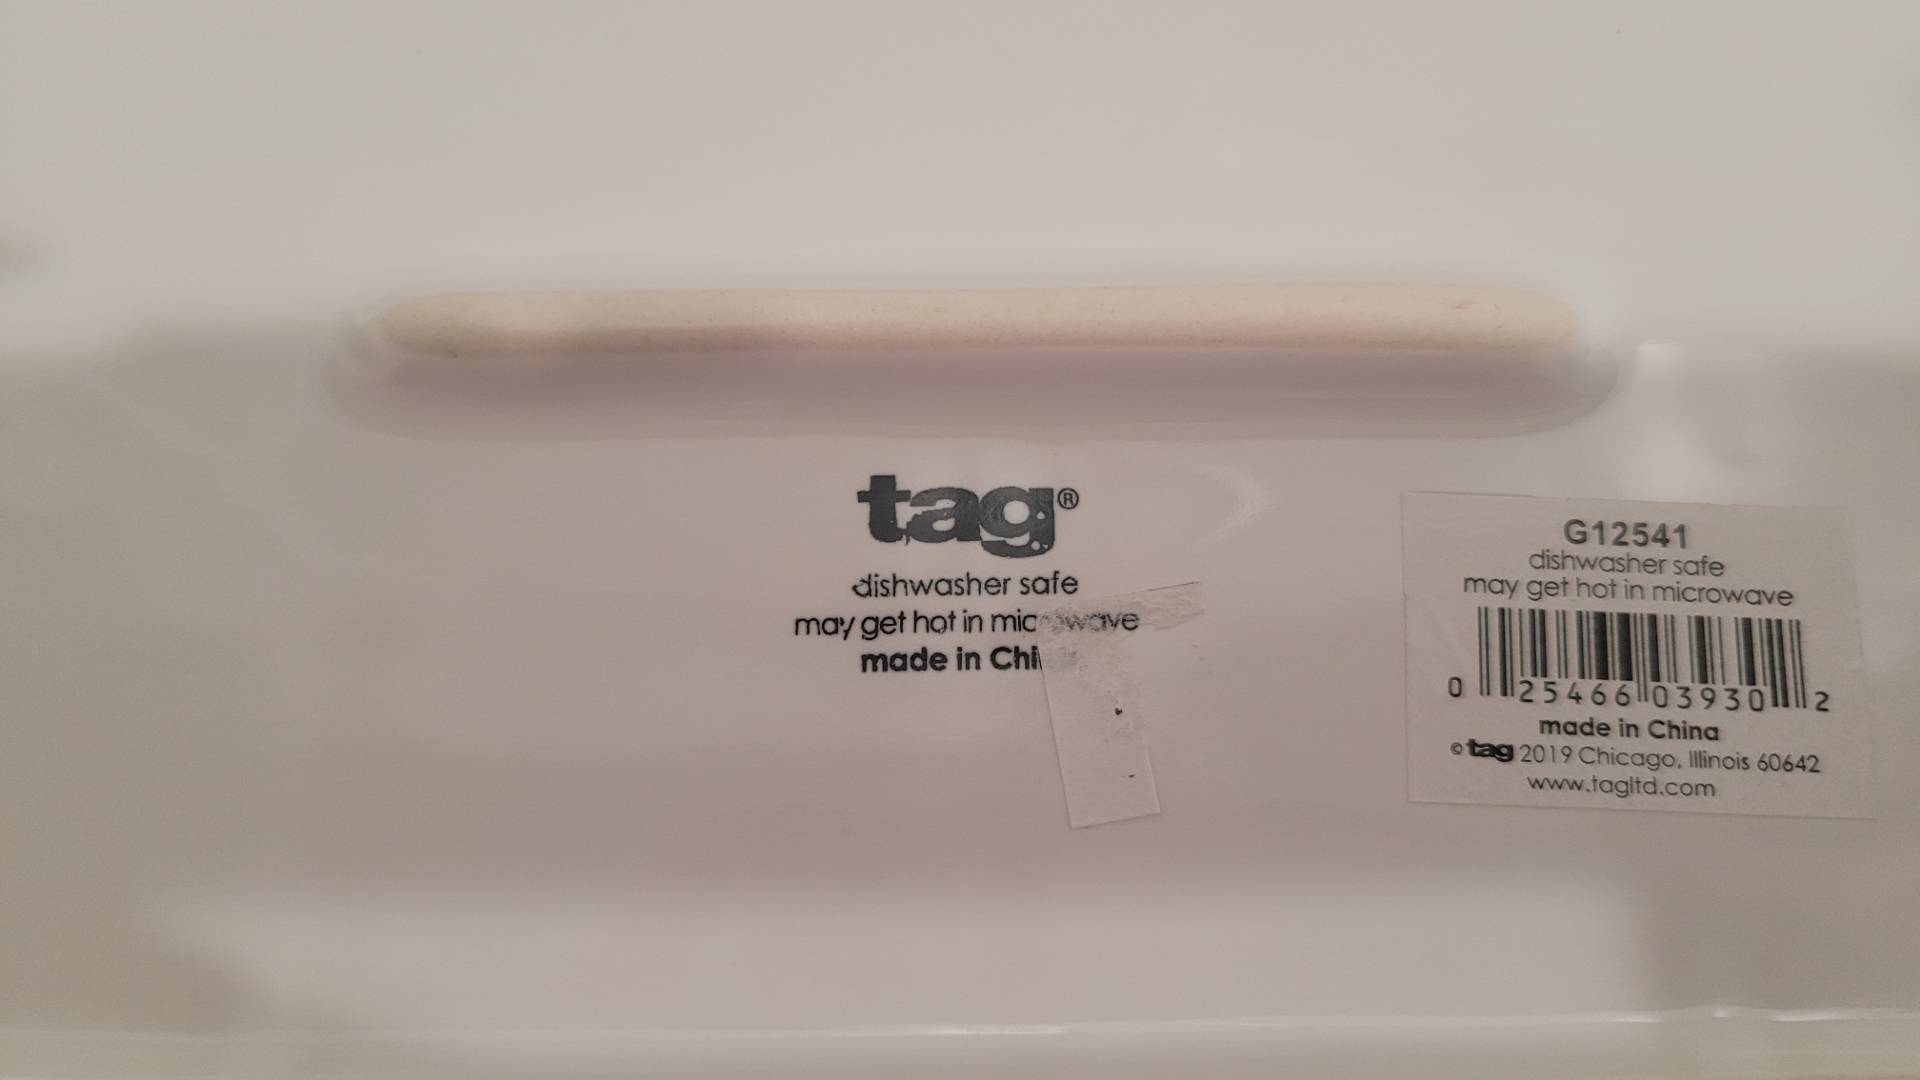 tag®
dishwasher safe
may get hot in microwave
made in Chi
G12541
dishwasher safe
may get hot in microwave
0 25466 03930 2
made in China
© tag 2019 Chicago, Illinois 60642
www.tagltd.com